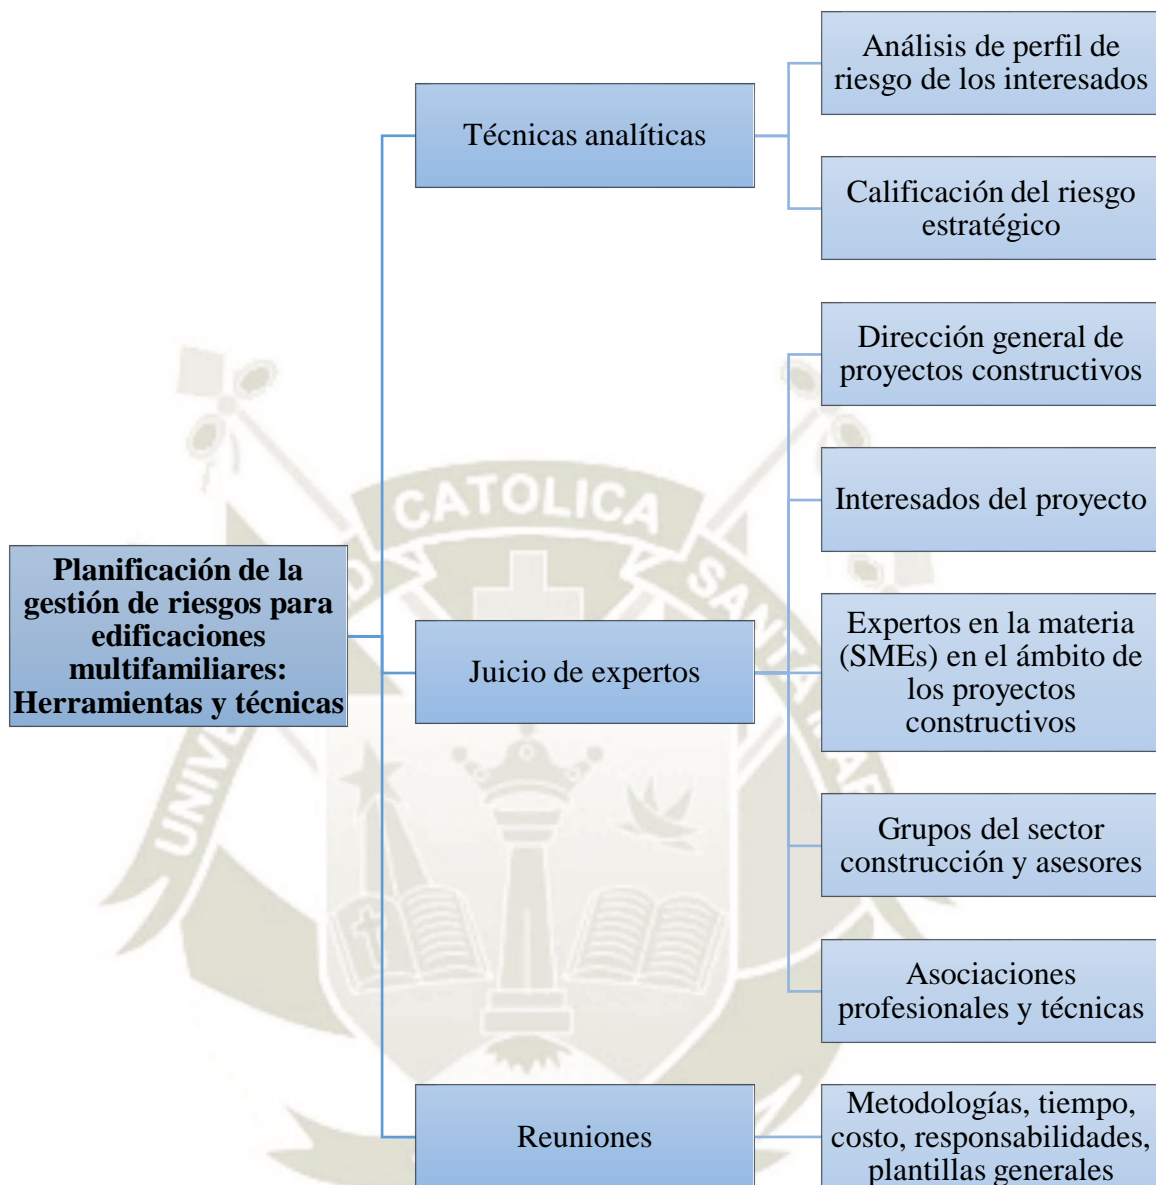 Análisis de perfil de
riesgo de los interesados
Técnicas analíticas
Calificación del riesgo
estratégico
Dirección general de
proyectos constructivos
Interesados del proyecto
Planificación de la
gestión de riesgos para
edificaciones
multifamiliares:
Herramientas y técnicas
Juicio de expertos
Expertos en la materia
(SMEs) en el ámbito de
los proyectos
constructivos
Grupos del sector
construcción y asesores
Asociaciones
profesionales y técnicas
Reuniones
Metodologías, tiempo,
costo, responsabilidades,
plantillas generales
CATOLICA